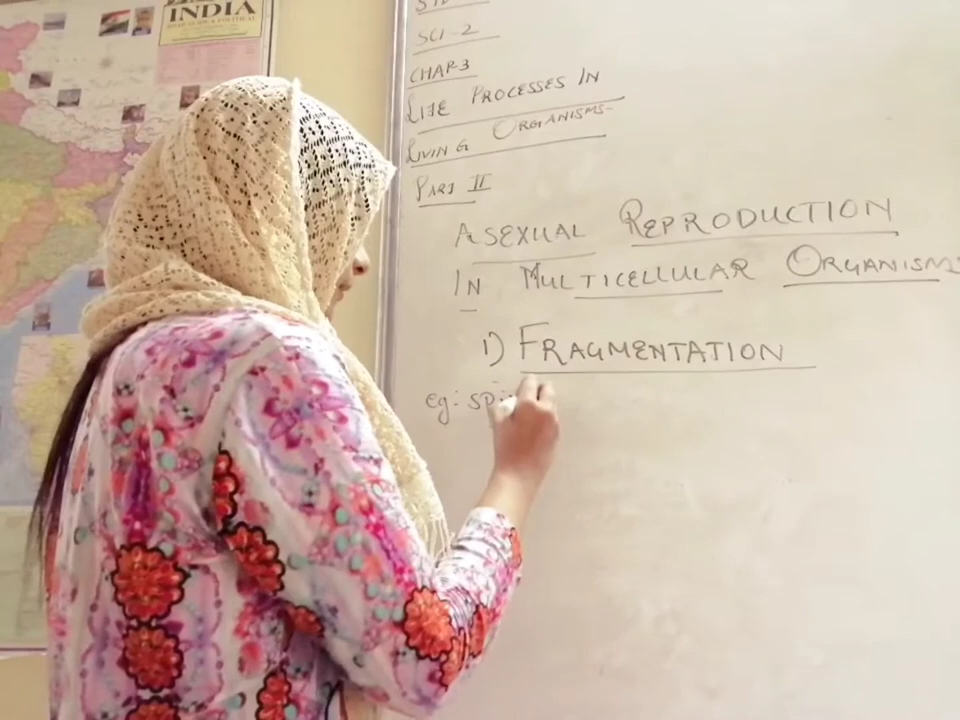 INDIA
SCI-2
CHAP-3
LIFE PROCESSES IN
LIVING ORGANISMS-
PART II
ASEXUAL REPRODUCTION
IN MULTICELLULAR ORGANISMS
1) FRAGMENTATION
eg:- spi